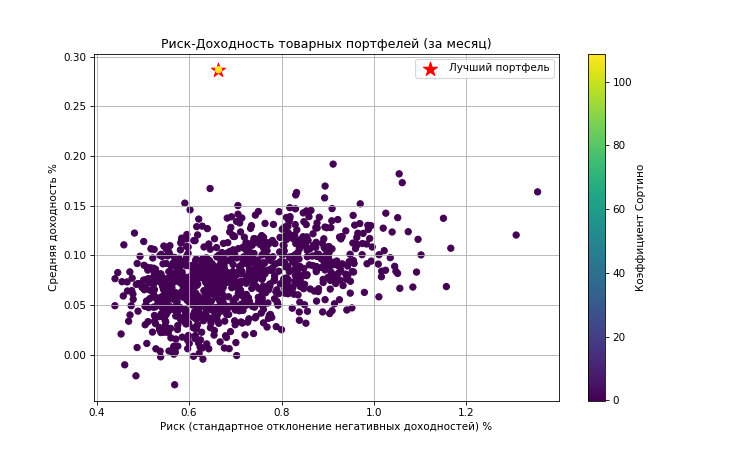 Риск-Доходность товарных портфелей (за месяц)
Лучший портфель
Средняя доходность %
0.30
0.25
0.20
0.15
0.10
0.05
0.00
0.4 0.6 0.8 1.0 1.2
Риск (стандартное отклонение негативных доходностей) %
100
80
60
40
20
0
Коэффициент Сортино